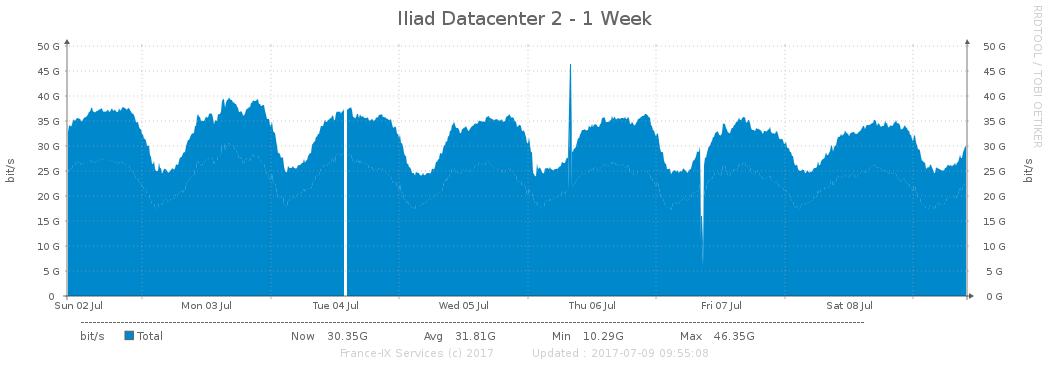 Iliad Datacenter 2 - 1 Week
RRDTOOL / TOBI OETIKER
50 G 50 G
45 G 45 G
40 G 40 G
35 G 35 G
30 G 30 G
25 G 25 G
20 G 20 G
15 G 15 G
10 G 10 G
5 G 5 G
0 0 G
bit/s bit/s
Sun 02 Jul Mon 03 Jul Tue 04 Jul Wed 05 Jul Thu 06 Jul Fri 07 Jul Sat 08 Jul
bit/s Total Now 30.35G Avg 31.81G Min 10.29G Max 46.35G
France-IX Services (c) 2017 Updated : 2017-07-09 09:55:08